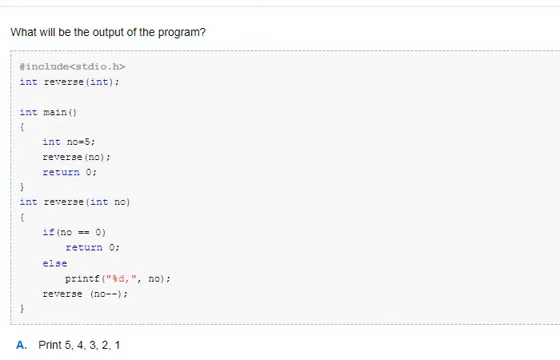 What will be the output of the program?
#include<stdio.h>
int reverse(int);
int main()
{
int no=5;
reverse(no);
return 0;
}
int reverse(int no)
{
if(no == 0)
return 0;
else
printf("%d,", no);
reverse (no--);
}
A. Print 5, 4, 3, 2, 1